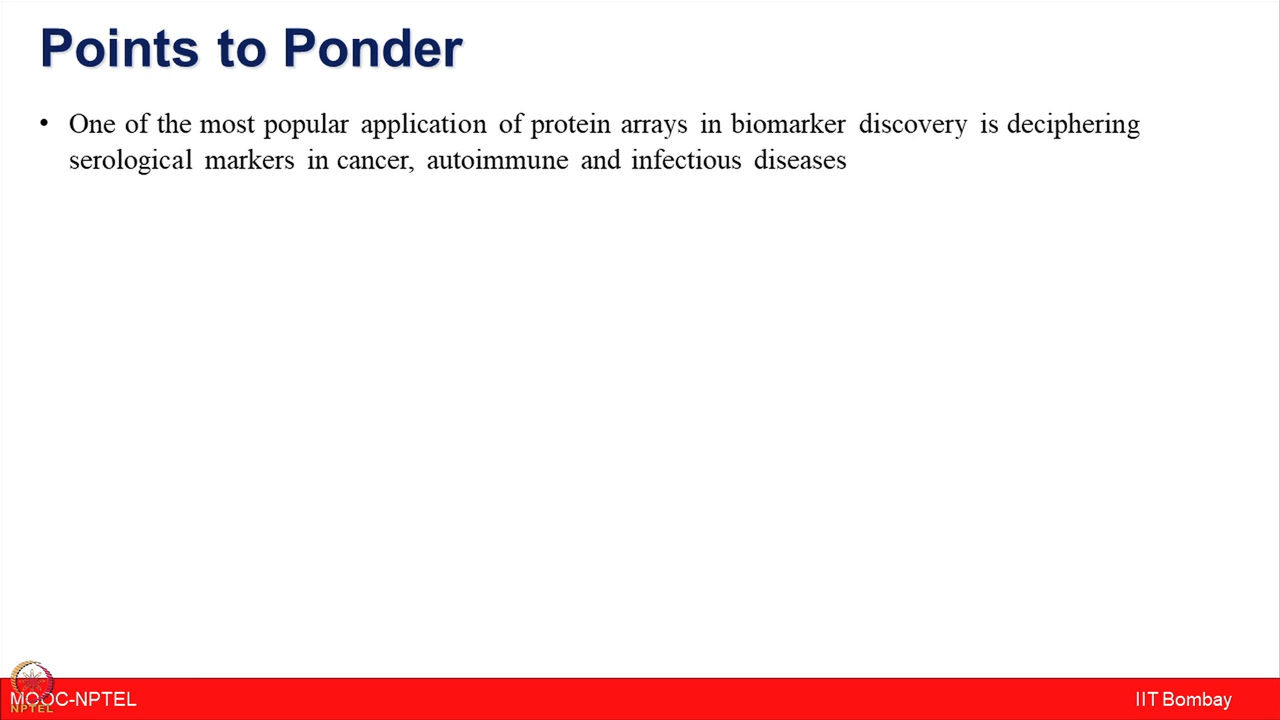 Points to Ponder
• One of the most popular application of protein arrays in biomarker discovery is deciphering
serological markers in cancer, autoimmune and infectious diseases
MOOC-NPTEL
NPTEL
IIT Bombay